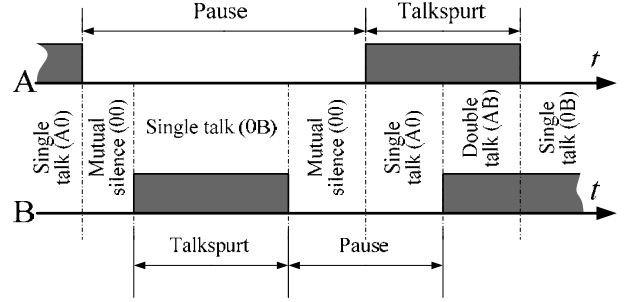 Pause
Talkspurt
A
t
Single
talk (A0)
Mutual
silence (00)
Single talk (0B)
Mutual
silence (00)
Single
talk (A0)
Double
talk (AB)
Single
talk (0B)
B
t
Talkspurt
Pause